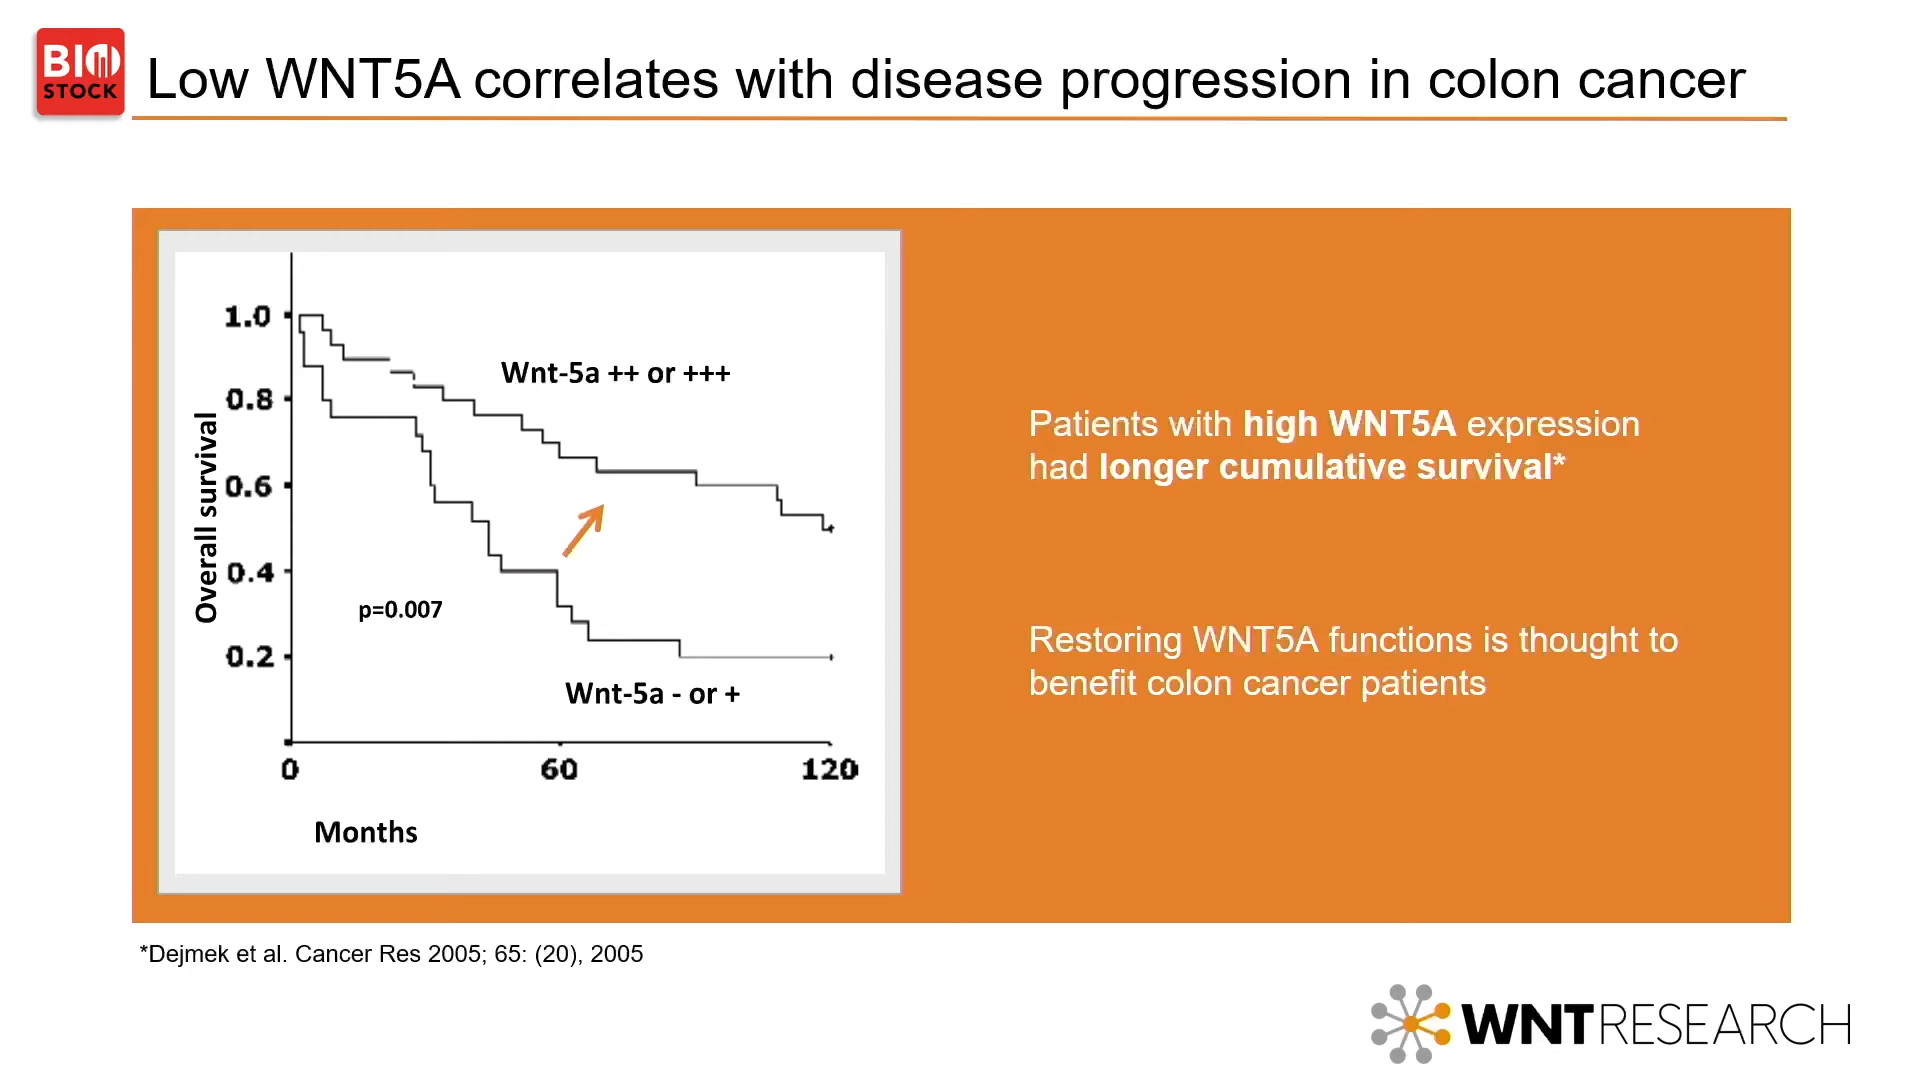 BIO
STOCK
Low WNT5A correlates with disease progression in colon cancer
1.0
0.8
0.6
0.4
0.2
Overall survival
Wnt-5a ++ or +++
p=0.007
Wnt-5a - or +
0
60
120
Months
Patients with high WNT5A expression
had longer cumulative survival*
Restoring WNT5A functions is thought to
benefit colon cancer patients
*Dejmek et al. Cancer Res 2005; 65: (20), 2005
WNTRESEARCH